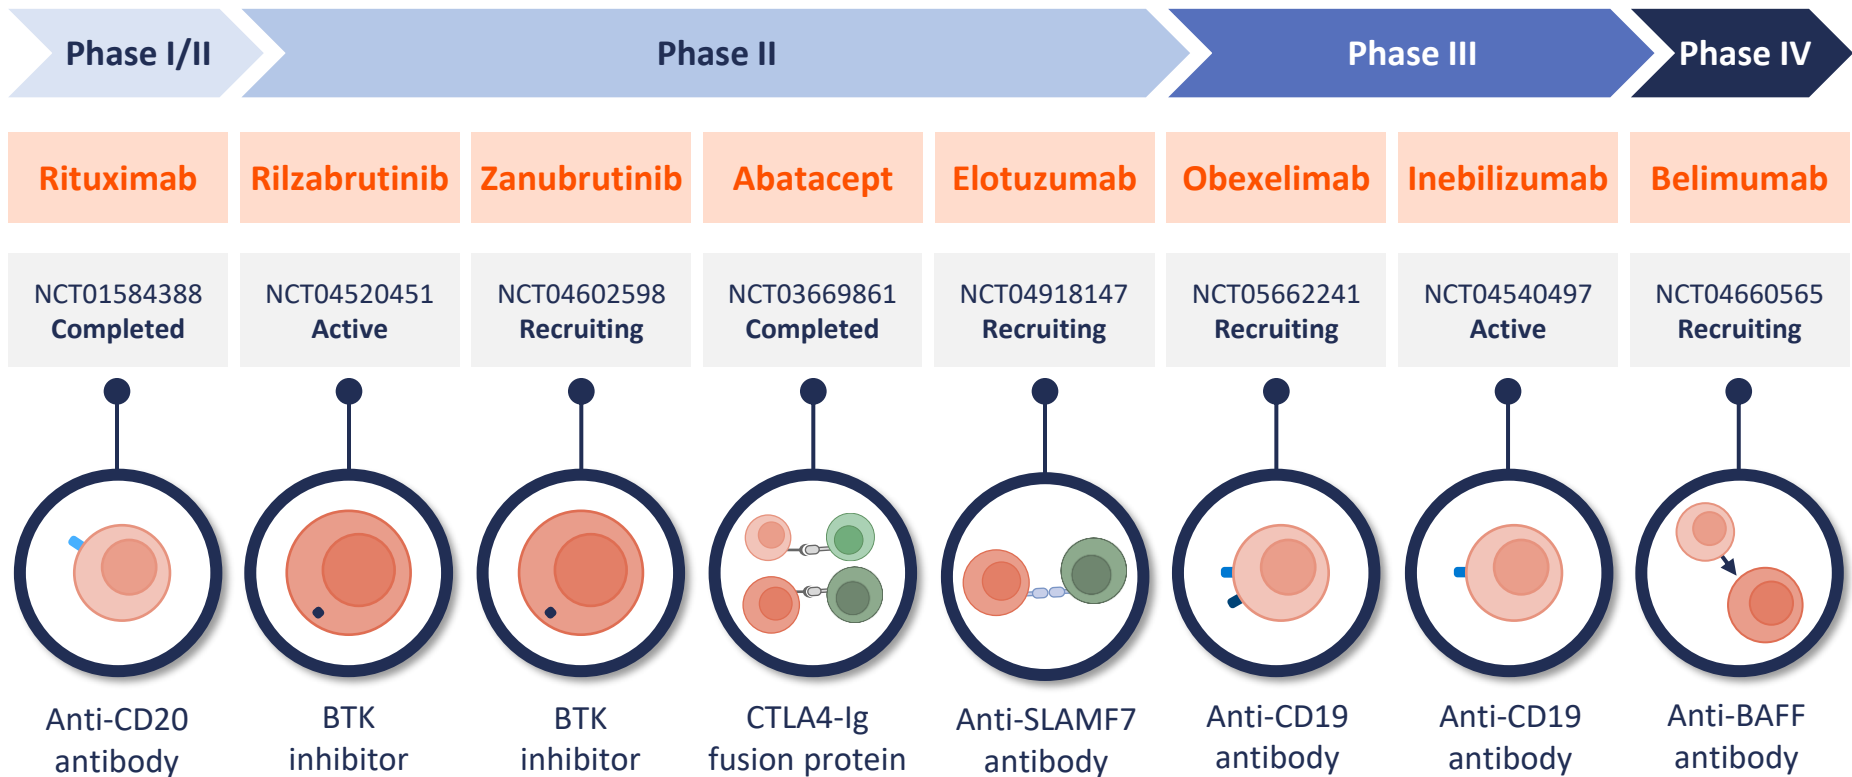 Phase I/II
Phase II
Phase III
Phase IV
Rituximab
Rilzabrutinib
Zanubrutinib
Abatacept
Elotuzumab
Obexelimab
Inebilizumab
Belimumab
NCT01584388
Completed
NCT04520451
Active
NCT04602598
Recruiting
NCT03669861
Completed
NCT04918147
Recruiting
NCT05662241
Recruiting
NCT04540497
Active
NCT04660565
Recruiting
Anti-CD20
antibody
BTK
inhibitor
BTK
inhibitor
CTLA4-Ig
fusion protein
Anti-SLAMF7
antibody
Anti-CD19
antibody
Anti-CD19
antibody
Anti-BAFF
antibody